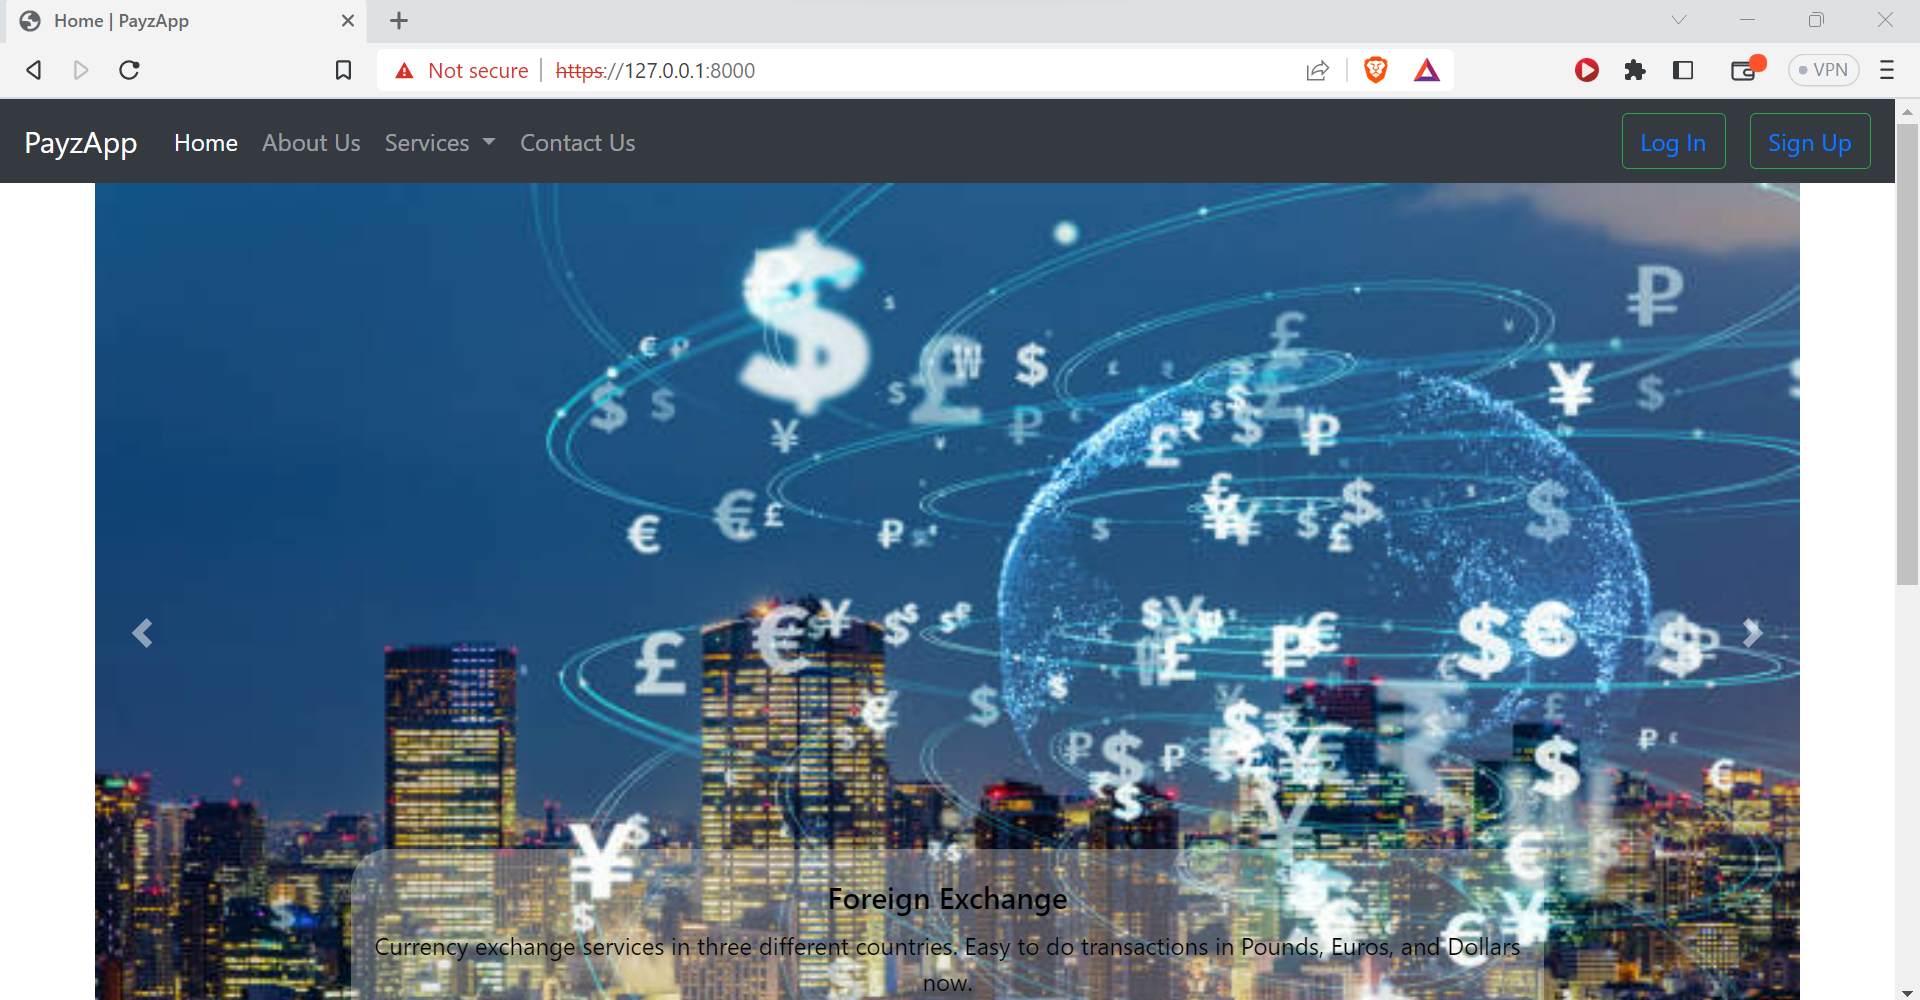 Home | PayzApp
Not secure https://127.0.0.1:8000
VPN
PayzApp Home About Us Services Contact Us Log In Sign Up
Foreign Exchange
Currency exchange services in three different countries. Easy to do transactions in Pounds, Euros, and Dollars
now.